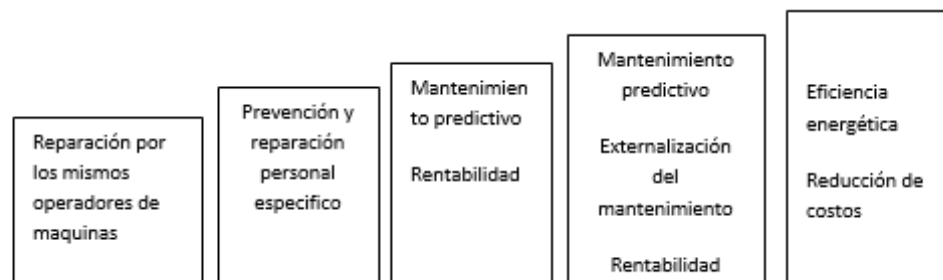 Reparación por
los mismos
operadores de
maquinas
Prevención y
reparación
personal
especifico
Mantenimien
to predictivo
Rentabilidad
Mantenimiento
predictivo
Externalización
del
mantenimiento
Rentabilidad
Eficiencia
energética
Reducción de
costos